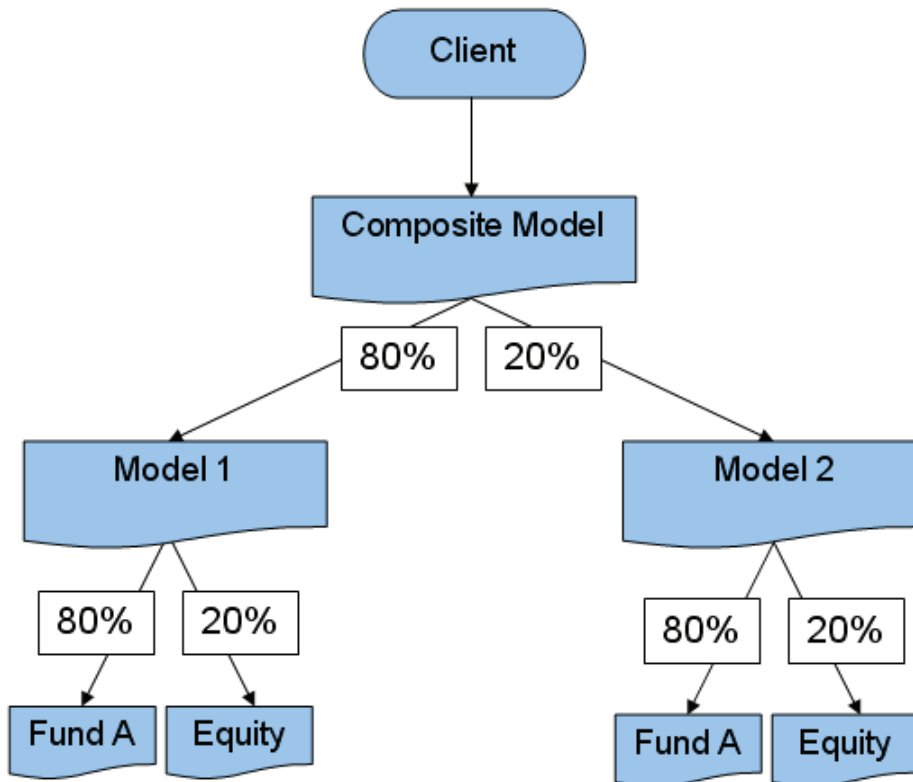 Client
Composite Model
80%
20%
Model 1
Model 2
80%
20%
80%
20%
Fund A
Equity
Fund A
Equity